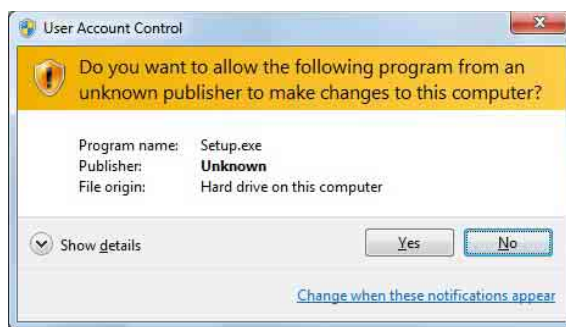 User Account Control
Do you want to allow the following program from an
unknown publisher to make changes to this computer?
Program name: Setup.exe
Publisher: Unknown
File origin: Hard drive on this computer
Show details
Yes
No
Change when these notifications appear